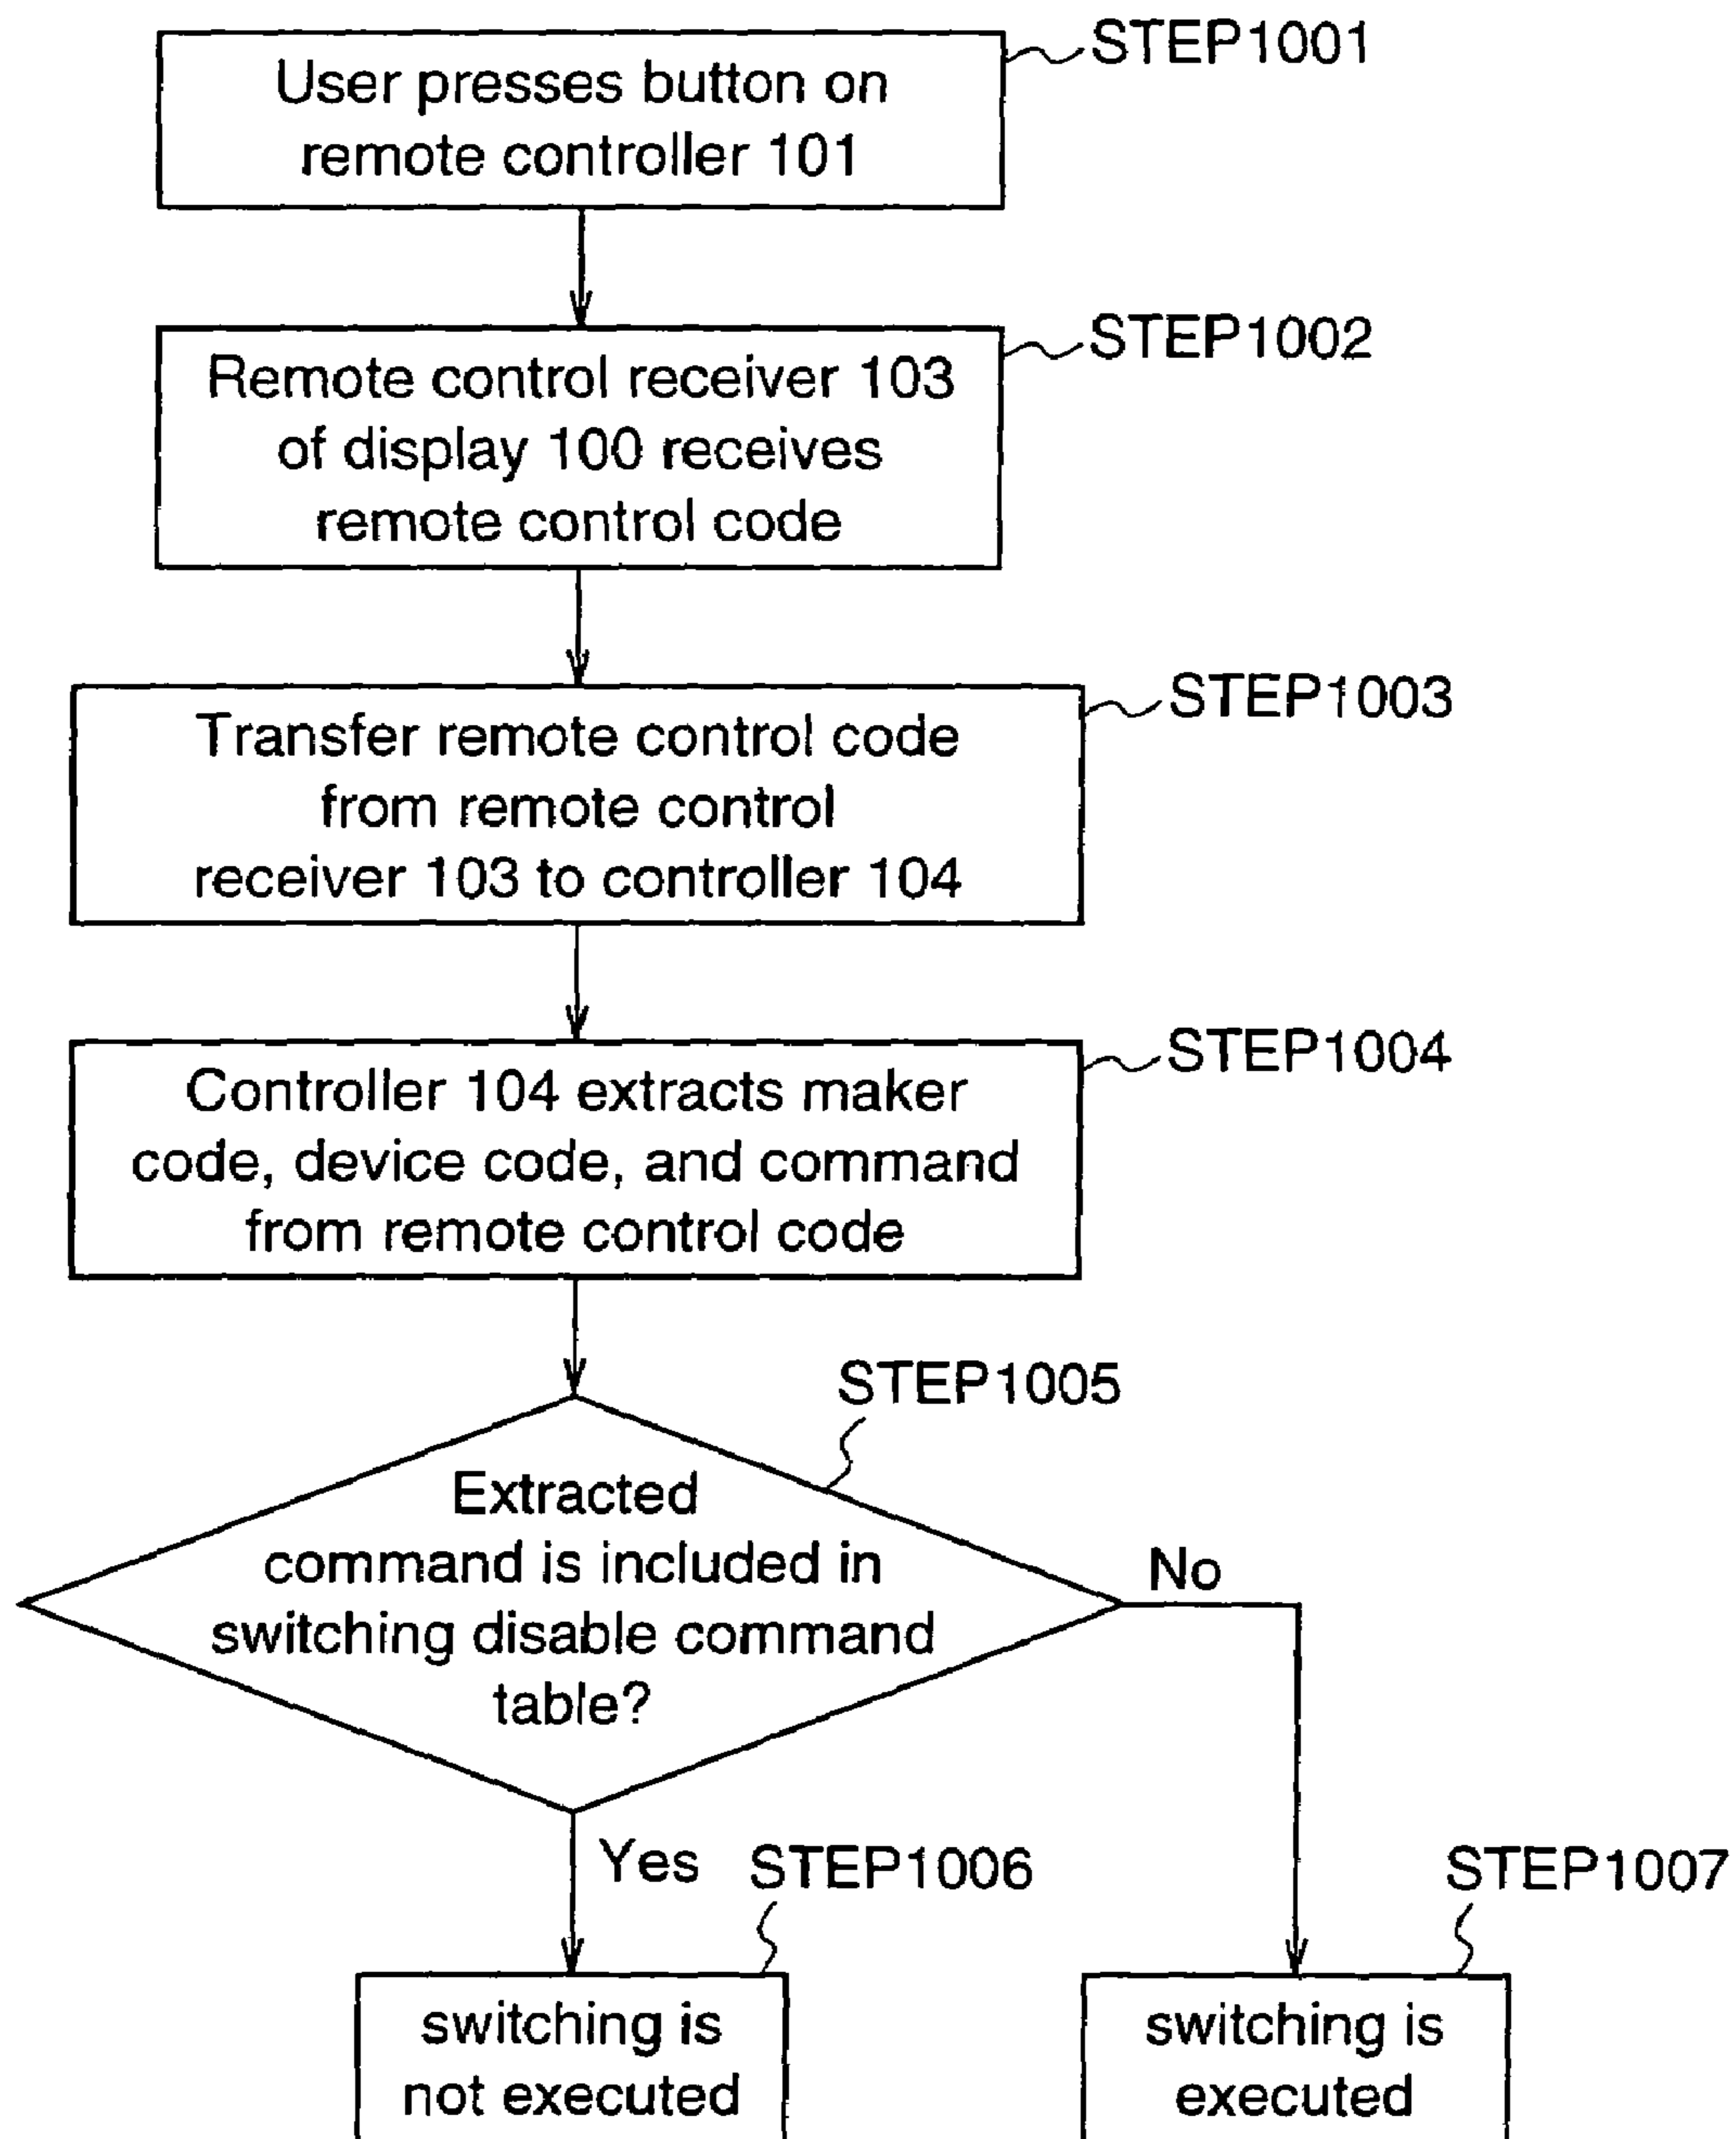 STEP1001
User presses button on
remote controller 101
STEP1002
Remote control receiver 103
of display 100 receives
remote control code
STEP1003
Transfer remote control code
from remote control
receiver 103 to controller 104
STEP1004
Controller 104 extracts maker
code, device code, and command
from remote control code
STEP1005
Extracted
command is included in
switching disable command
table?
No
Yes
STEP1006
STEP1007
switching is
not executed
switching is
executed